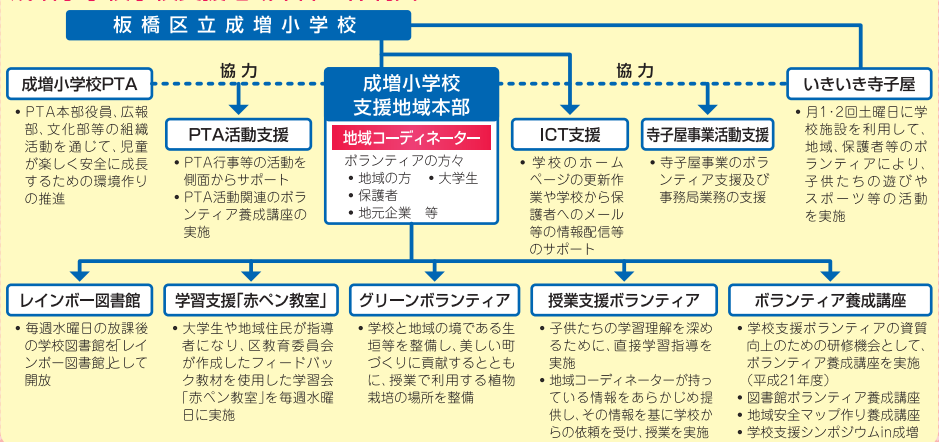 板橋区立成増小学校
成増小学校PTA
• PTA本部役員、広報
部、文化部等の組織
活動を通じて、児童
が楽しく安全に成長
するための環境作り
の推進
協力
PTA活動支援
• PTA行事等の活動を
側面からサポート
• PTA活動関連のボラ
ンティア養成講座の
実施
成増小学校
支援地域本部
地域コーディネーター
ボランティアの方々
• 地域の方 • 大学生
• 保護者
• 地元企業 等
ICT支援
• 学校のホーム
ページの更新作
業や学校から保
護者へのメール
等の情報配信等
のサポート
協力
寺子屋事業活動支援
• 寺子屋事業のボラ
ンティア支援及び
事務局業務の支援
いきいき寺子屋
• 月1・2回土曜日に学
校施設を利用して、
地域、保護者等のボ
ランティアにより、
子供たちの遊びや
スポーツ等の活動
を実施
レインボー図書館
• 毎週水曜日の放課後
の学校図書館を「レイ
ンボー図書館」として
開放
学習支援「赤ペン教室」
• 大学生や地域住民が指導
者になり、区教育委員会
が作成したフィードバッ
ク教材を使用した学習会
「赤ペン教室」を毎週水曜
日に実施
グリーンボランティア
• 学校と地域の境である生
垣等を整備し、美しい町
づくりに貢献するととも
に、授業で利用する植物
栽培の場所を整備
授業支援ボランティア
• 子供たちの学習理解を深め
るために、直接学習指導を
実施
• 地域コーディネーターが持っ
ている情報をあらかじめ提
供し、その情報を基に学校か
らの依頼を受け、授業を実施
ボランティア養成講座
• 学校支援ボランティアの資質
向上のための研修機会として、
ボランティア養成講座を実施
（平成21年度）
• 図書館ボランティア養成講座
• 地域安全マップ作り養成講座
• 学校支援シンポジウムin成増